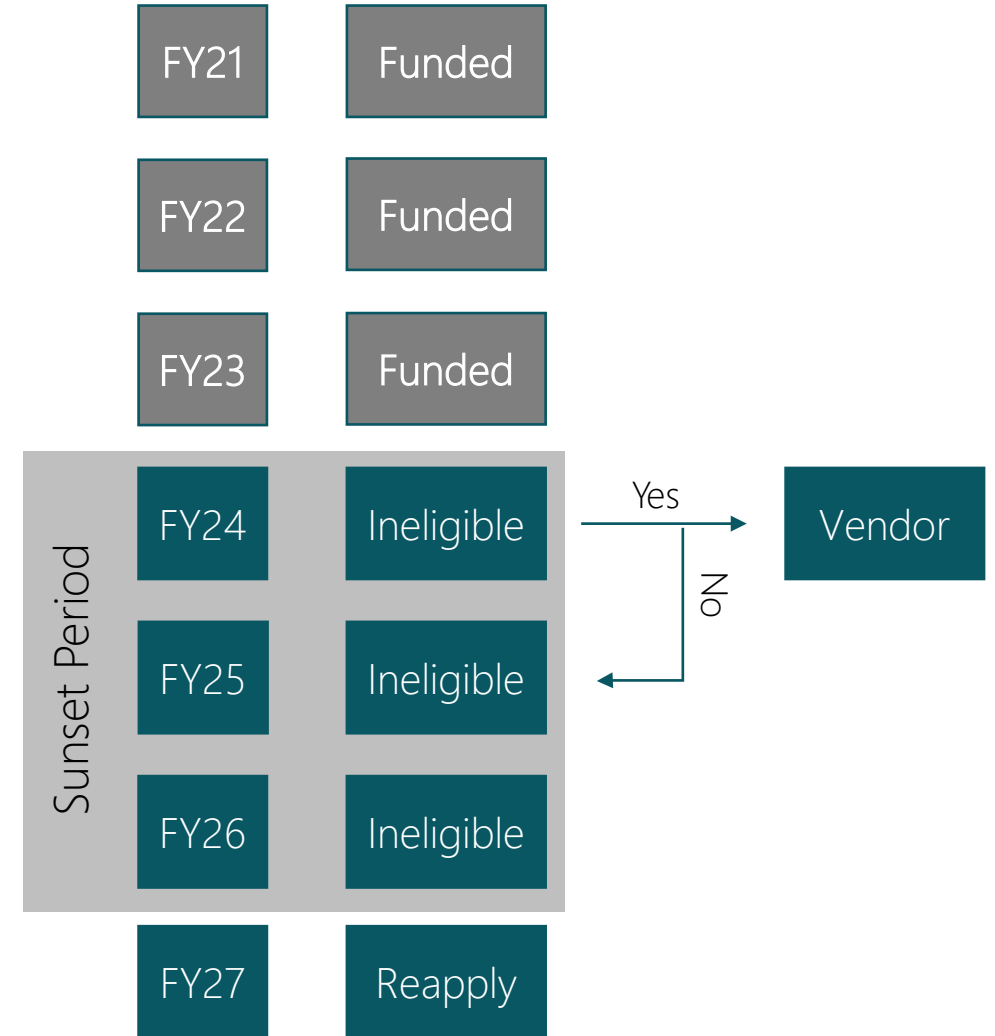 FY21 Funded
FY22 Funded
FY23 Funded
Sunset Period
FY24 Ineligible Yes Vendor
No
FY25 Ineligible
FY26 Ineligible
FY27 Reapply